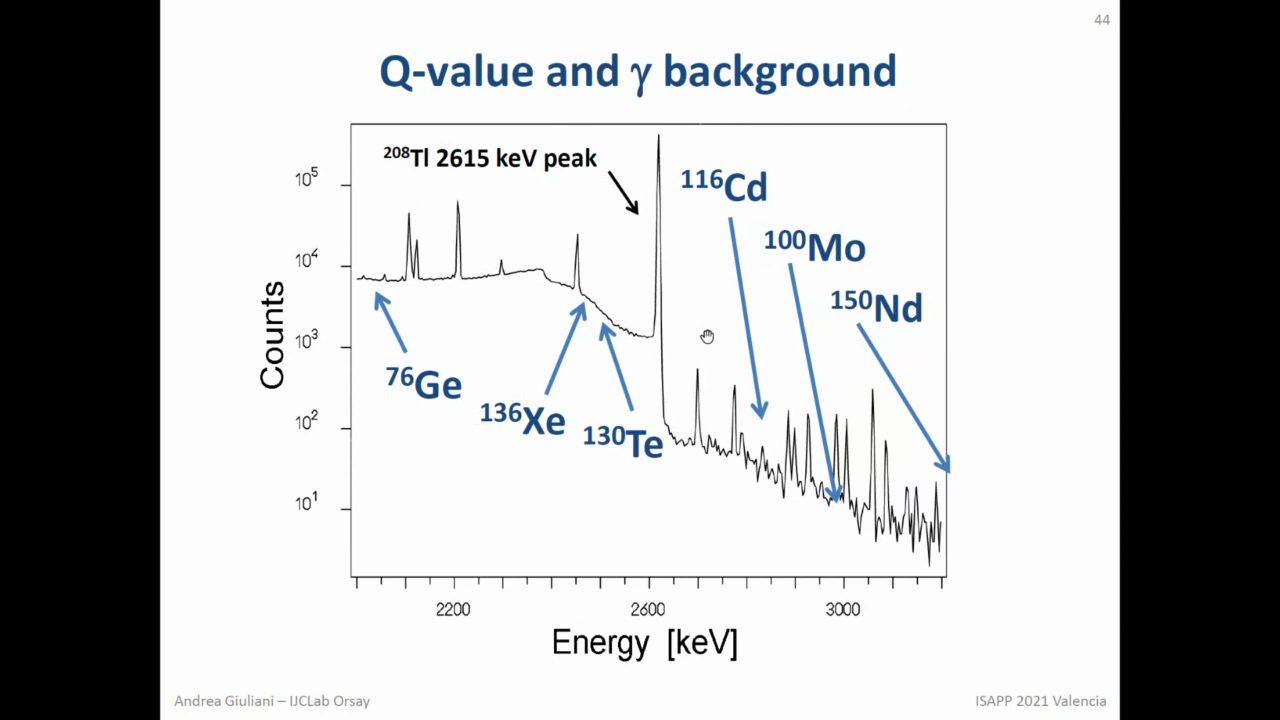 44
Q-value and γ background
²⁰⁸Tl 2615 keV peak
¹¹⁶Cd
¹⁰⁰Mo
¹⁵⁰Nd
⁷⁶Ge
¹³⁶Xe
¹³⁰Te
Counts
10⁵
10⁴
10³
10²
10¹
2200 2600 3000
Energy [keV]
Andrea Giuliani – IJCLab Orsay
ISAPP 2021 Valencia